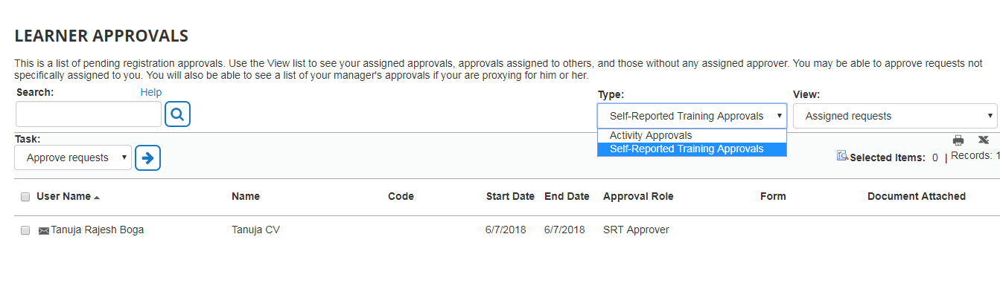 LEARNER APPROVALS
This is a list of pending registration approvals. Use the View list to see your assigned approvals, approvals assigned to others, and those without any assigned approver. You may be able to approve requests not
specifically assigned to you. You will also be able to see a list of your manager's approvals if your are proxying for him or her.
Search: Help Type: View:
Self-Reported Training Approvals Assigned requests
Activity Approvals
Self-Reported Training Approvals
Task:
Approve requests Selected Items: 0 | Records: 1
User Name Name Code Start Date End Date Approval Role Form Document Attached
Tanuja Rajesh Boga Tanuja CV 6/7/2018 6/7/2018 SRT Approver